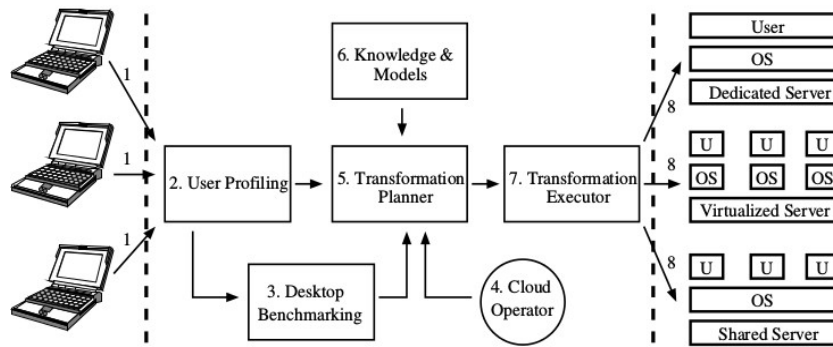 1
1
1
2. User Profiling
3. Desktop
Benchmarking
4. Cloud
Operator
5. Transformation
Planner
6. Knowledge &
Models
7. Transformation
Executor
8
8
8
User
OS
Dedicated Server
U U U
OS OS OS
Virtualized Server
U U U
OS
Shared Server